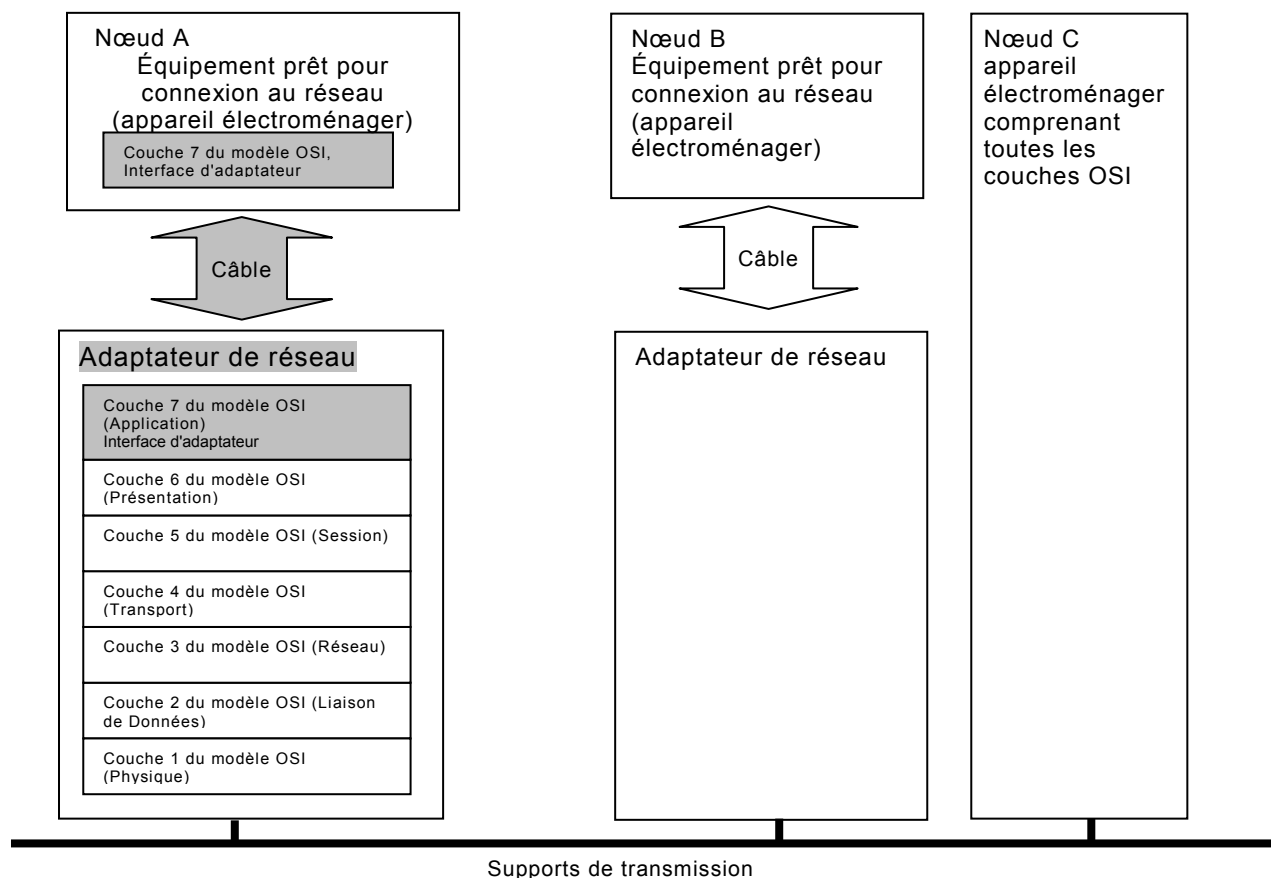 Nœud A
Équipement prêt pour
connexion au réseau
(appareil électroménager)
Couche 7 du modèle OSI,
Interface d'adaptateur
Câble
Adaptateur de réseau
Couche 7 du modèle OSI
(Application)
Interface d'adaptateur
Couche 6 du modèle OSI
(Présentation)
Couche 5 du modèle OSI (Session)
Couche 4 du modèle OSI
(Transport)
Couche 3 du modèle OSI (Réseau)
Couche 2 du modèle OSI (Liaison
de Données)
Couche 1 du modèle OSI
(Physique)
Nœud B
Équipement prêt pour
connexion au réseau
(appareil
électroménager)
Câble
Adaptateur de réseau
Nœud C
appareil
électroménager
comprenant
toutes les
couches OSI
Supports de transmission